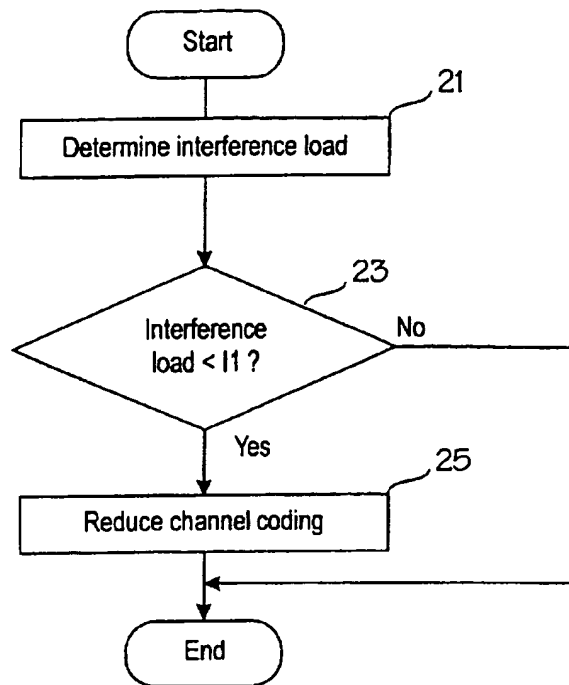 Start
21
Determine interference load
23
Interference
load < I1 ?
No
Yes
25
Reduce channel coding
End